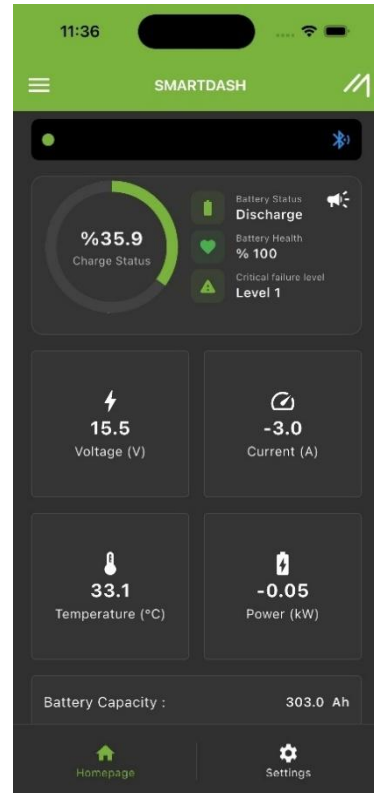 11:36
SMARTDASH
%35.9
Charge Status
Battery Status
Discharge
Battery Health
% 100
Critical failure level
Level 1
15.5
Voltage (V)
-3.0
Current (A)
33.1
Temperature (°C)
-0.05
Power (kW)
Battery Capacity : 303.0 Ah
Homepage
Settings